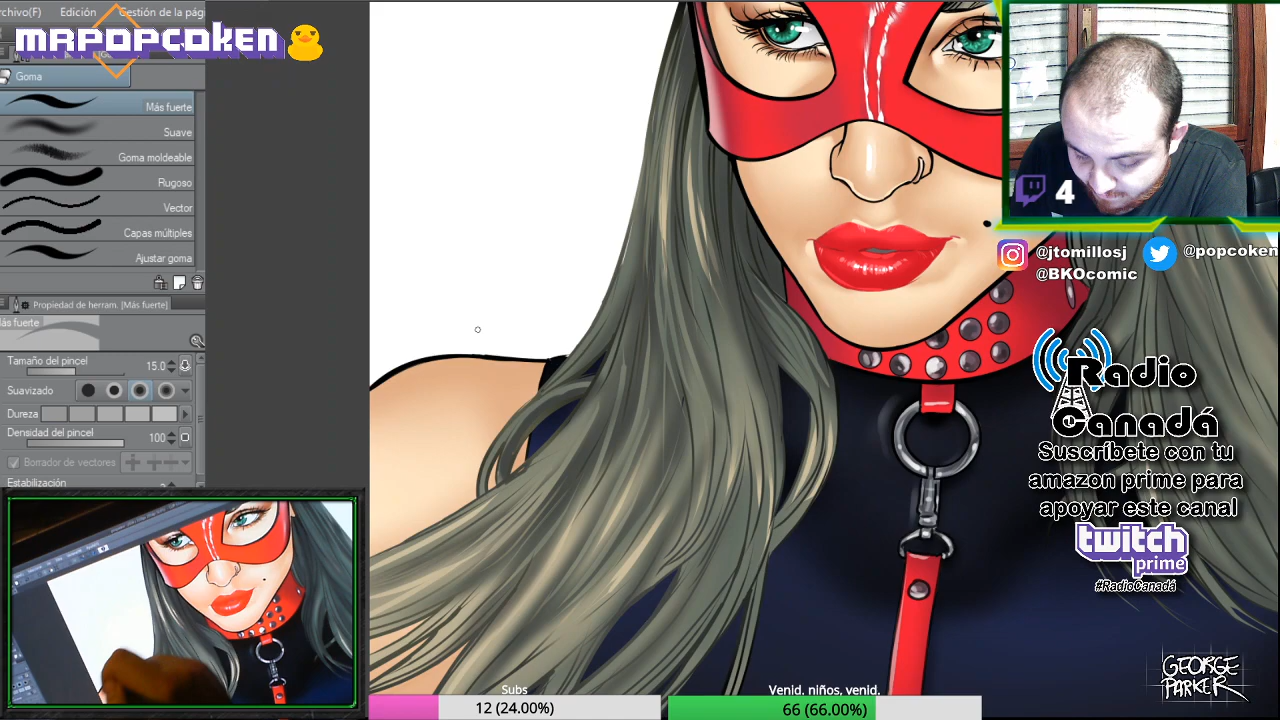 rchivo(F) Edición Gestión de la pág
MRPOPCOKEN
Goma
Más fuerte
Suave
Goma moldeable
Rugoso
Vector
Capas múltiples
Ajustar goma
Propiedad de herram. [Más fuerte]
Más fuerte
Tamaño del pincel 15.0
Suavizado
Dureza
Densidad del pincel 100
Borrador de vectores
Estabilización
4
@jtomillosj
@BKOcomic
@popcoken
Radio
Canadá
Suscríbete con tu
amazon prime para
apoyar este canal
twitch
prime
#RadioCanadá
GEORGE
PARKER
Subs
12 (24.00%)
Venid, niños, venid.
66 (66.00%)